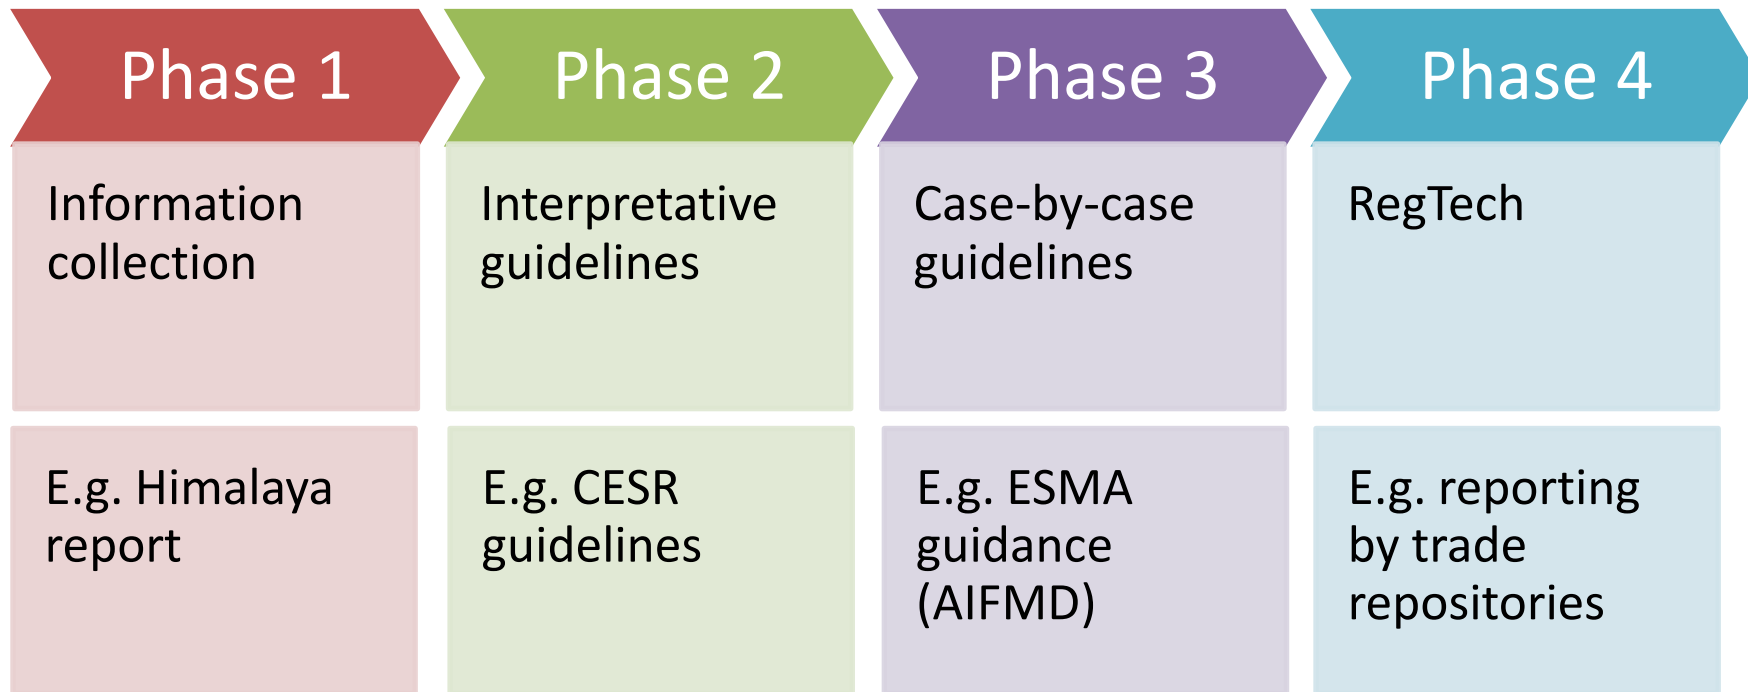 Phase 1
Phase 2
Phase 3
Phase 4
Information
collection
Interpretative
guidelines
Case-by-case
guidelines
RegTech
E.g. Himalaya
report
E.g. CESR
guidelines
E.g. ESMA
guidance
(AIFMD)
E.g. reporting
by trade
repositories